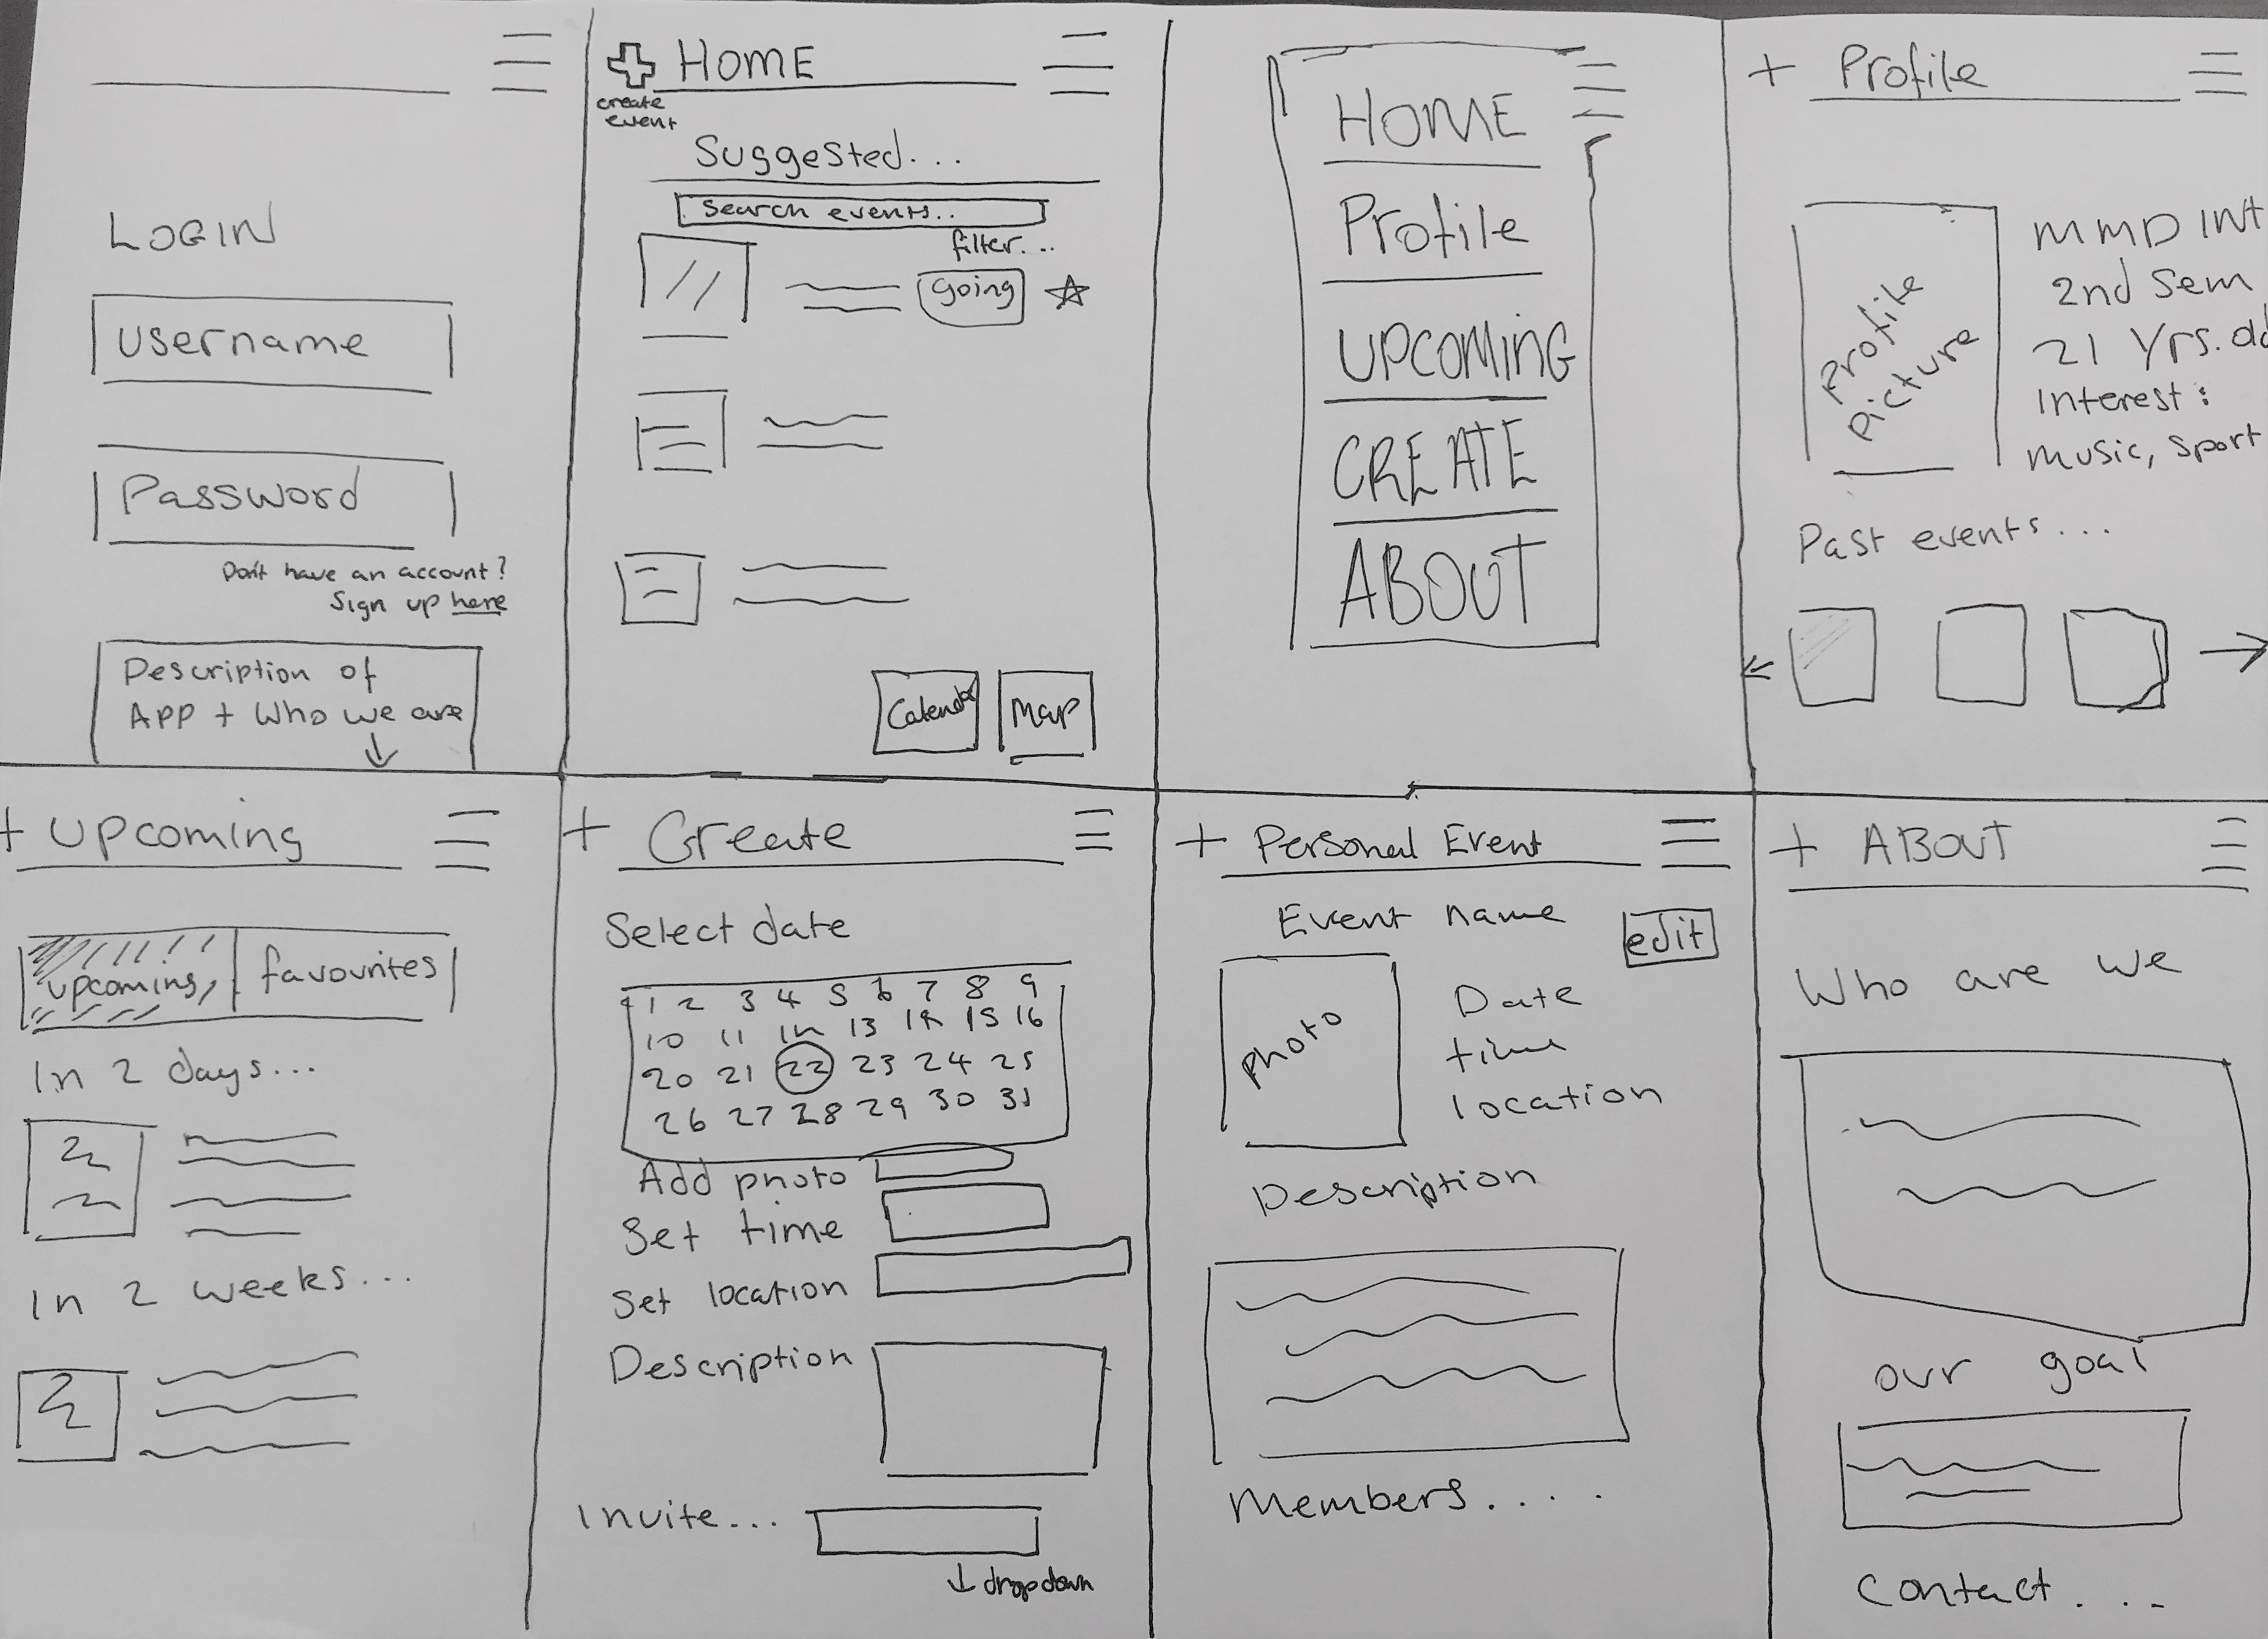 LOGIN
username
Password
Don't have an account?
Sign up here
Description of
APP + Who we are
HOME
create
event
Suggested...
Search events..
filter...
going
Map
HOME
Profile
UPCOMING
CREATE
ABOUT
+ Profile
Profile
Picture
MMD INT
2nd Sem
21 Yrs.
Interest:
music, sport
Past events...
+ Upcoming
upcoming
favourites
In 2 days...
In 2 weeks...
+ Create
Select date
1 2 3 4 5 6 7 8 9
10 11 13 15 16
20 21 22 23 24 25
26 27 28 29 30 31
Add photo
Set time
Set location
Description
Invite...
dropdown
+ Personal Event
Event name
edit
photo
Date
time
location
Description
Members....
+ ABOUT
Who are we
our goal
Contact...